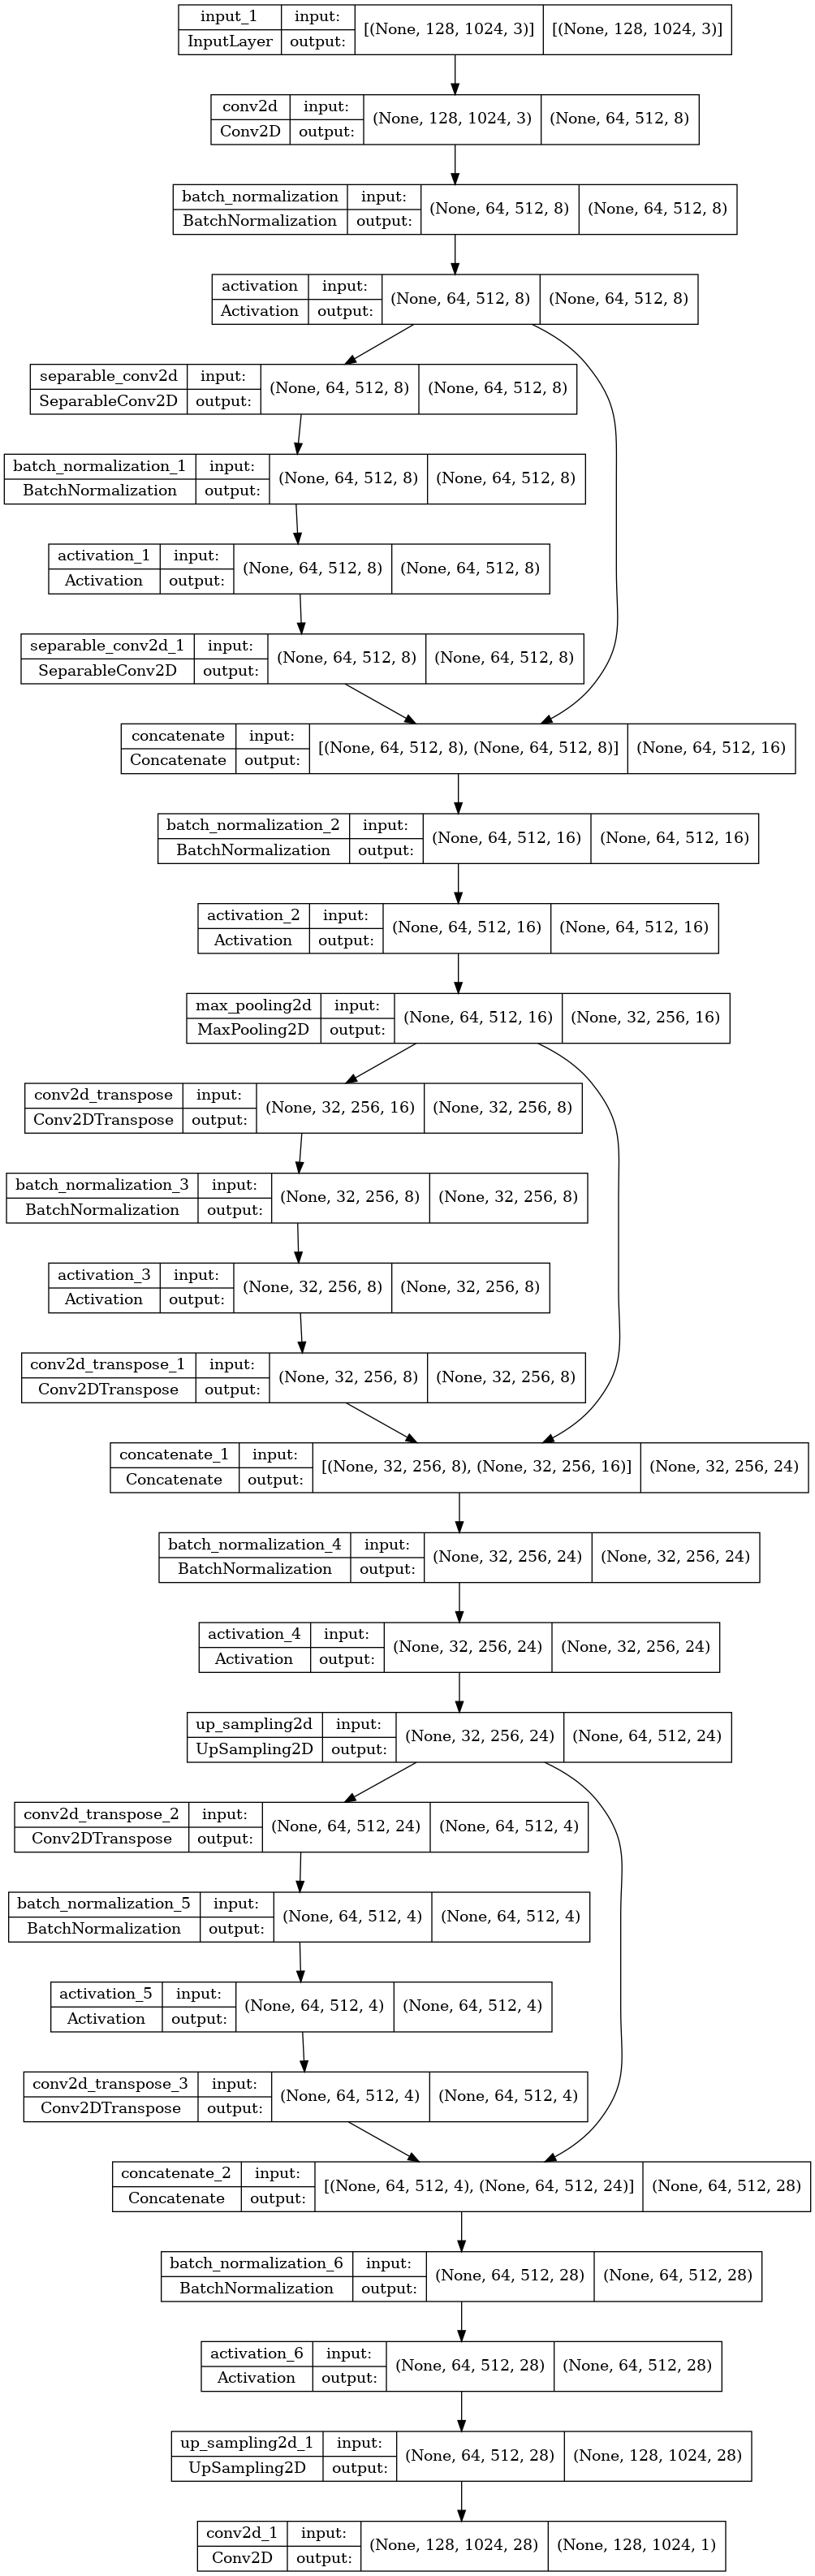 input_1 input: [(None, 128, 1024, 3)] [(None, 128, 1024, 3)]
InputLayer output:
conv2d input: (None, 128, 1024, 3) (None, 64, 512, 8)
Conv2D output:
batch_normalization input: (None, 64, 512, 8) (None, 64, 512, 8)
BatchNormalization output:
activation input: (None, 64, 512, 8) (None, 64, 512, 8)
Activation output:
separable_conv2d input: (None, 64, 512, 8) (None, 64, 512, 8)
SeparableConv2D output:
batch_normalization_1 input: (None, 64, 512, 8) (None, 64, 512, 8)
BatchNormalization output:
activation_1 input: (None, 64, 512, 8) (None, 64, 512, 8)
Activation output:
separable_conv2d_1 input: (None, 64, 512, 8) (None, 64, 512, 8)
SeparableConv2D output:
concatenate input: [(None, 64, 512, 8), (None, 64, 512, 8)] (None, 64, 512, 16)
Concatenate output:
batch_normalization_2 input: (None, 64, 512, 16) (None, 64, 512, 16)
BatchNormalization output:
activation_2 input: (None, 64, 512, 16) (None, 64, 512, 16)
Activation output:
max_pooling2d input: (None, 64, 512, 16) (None, 32, 256, 16)
MaxPooling2D output:
conv2d_transpose input: (None, 32, 256, 16) (None, 32, 256, 8)
Conv2DTranspose output:
batch_normalization_3 input: (None, 32, 256, 8) (None, 32, 256, 8)
BatchNormalization output:
activation_3 input: (None, 32, 256, 8) (None, 32, 256, 8)
Activation output:
conv2d_transpose_1 input: (None, 32, 256, 8) (None, 32, 256, 8)
Conv2DTranspose output:
concatenate_1 input: [(None, 32, 256, 8), (None, 32, 256, 16)] (None, 32, 256, 24)
Concatenate output:
batch_normalization_4 input: (None, 32, 256, 24) (None, 32, 256, 24)
BatchNormalization output:
activation_4 input: (None, 32, 256, 24) (None, 32, 256, 24)
Activation output:
up_sampling2d input: (None, 32, 256, 24) (None, 64, 512, 24)
UpSampling2D output:
conv2d_transpose_2 input: (None, 64, 512, 24) (None, 64, 512, 4)
Conv2DTranspose output:
batch_normalization_5 input: (None, 64, 512, 4) (None, 64, 512, 4)
BatchNormalization output:
activation_5 input: (None, 64, 512, 4) (None, 64, 512, 4)
Activation output:
conv2d_transpose_3 input: (None, 64, 512, 4) (None, 64, 512, 4)
Conv2DTranspose output:
concatenate_2 input: [(None, 64, 512, 4), (None, 64, 512, 24)] (None, 64, 512, 28)
Concatenate output:
batch_normalization_6 input: (None, 64, 512, 28) (None, 64, 512, 28)
BatchNormalization output:
activation_6 input: (None, 64, 512, 28) (None, 64, 512, 28)
Activation output:
up_sampling2d_1 input: (None, 64, 512, 28) (None, 128, 1024, 28)
UpSampling2D output:
conv2d_1 input: (None, 128, 1024, 28) (None, 128, 1024, 1)
Conv2D output: